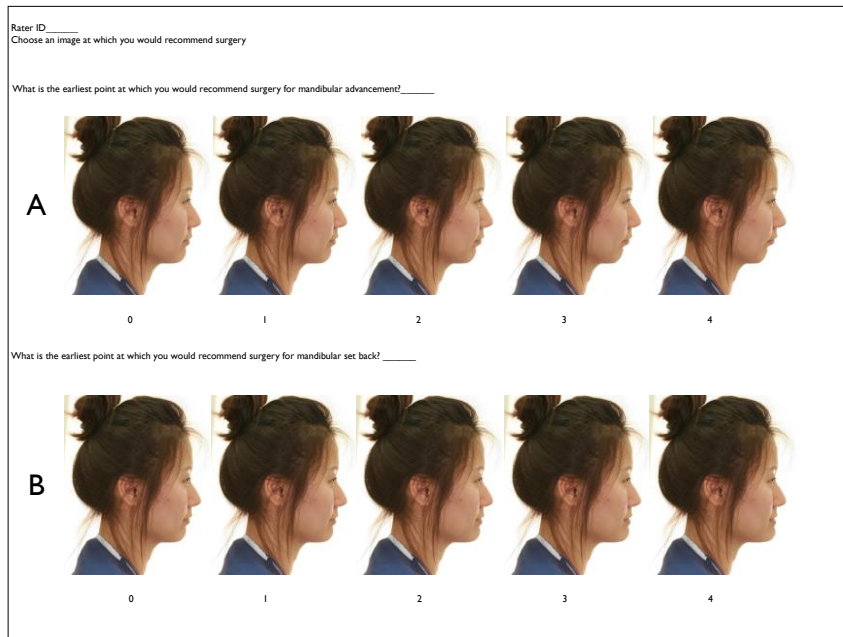 Rater ID______
Choose an image at which you would recommend surgery
What is the earliest point at which you would recommend surgery for mandibular advancement?______
A
0 1 2 3 4
What is the earliest point at which you would recommend surgery for mandibular set back? ______
B
0 1 2 3 4